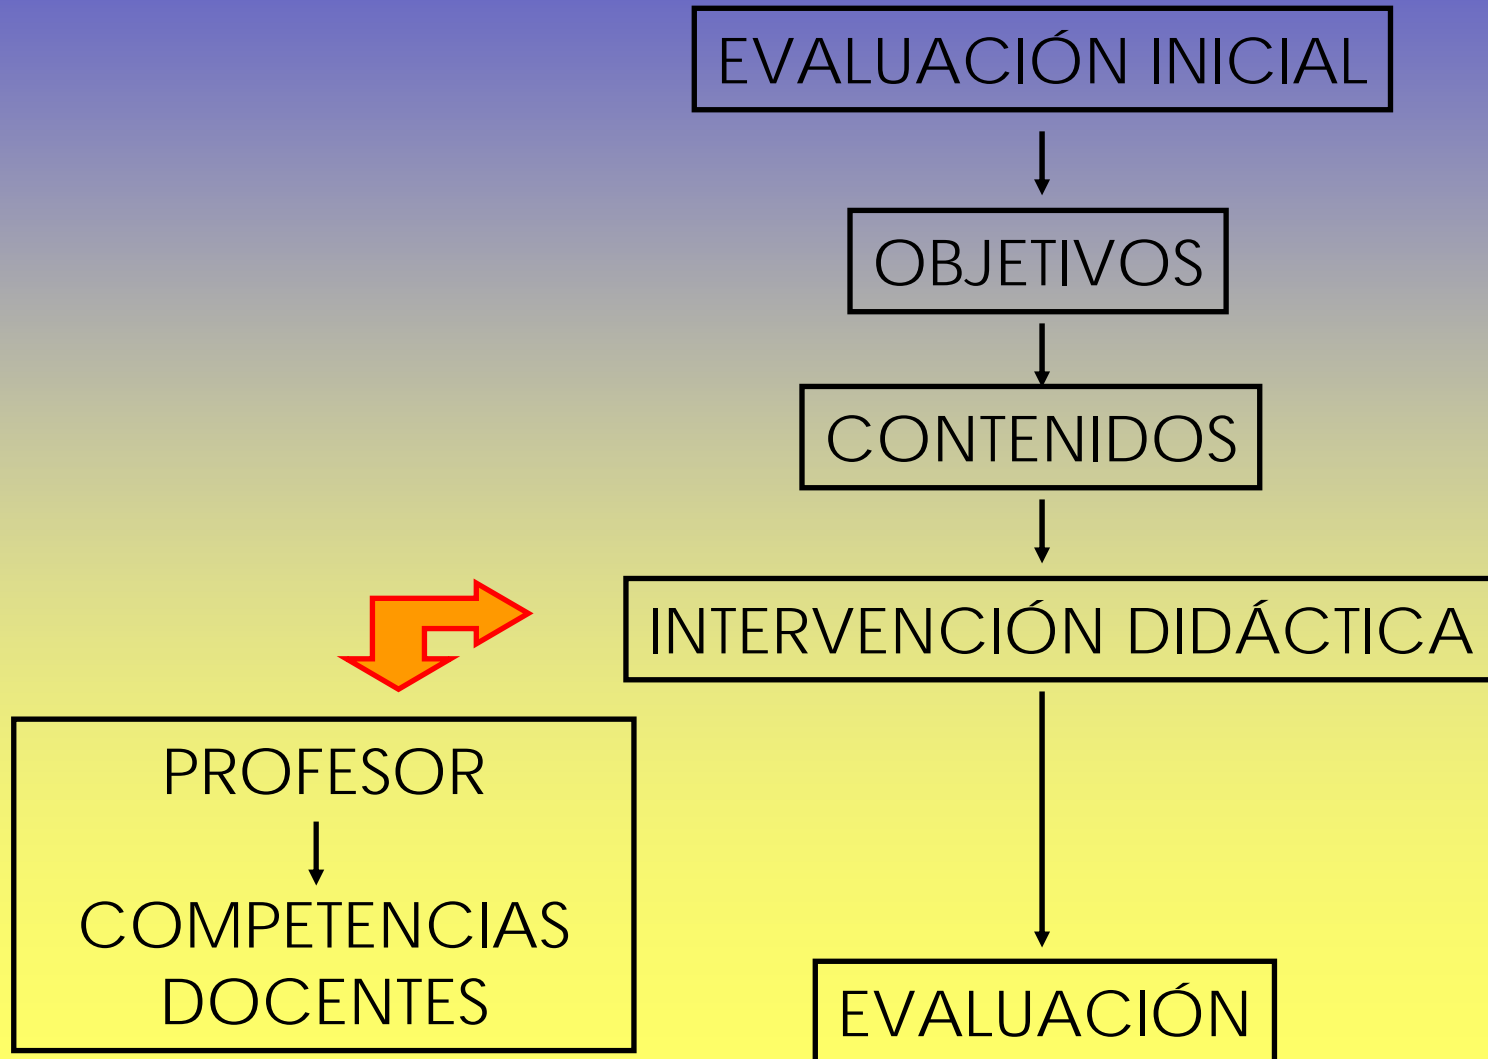 EVALUACIÓN INICIAL
OBJETIVOS
CONTENIDOS
INTERVENCIÓN DIDÁCTICA
PROFESOR
COMPETENCIAS
DOCENTES
EVALUACIÓN